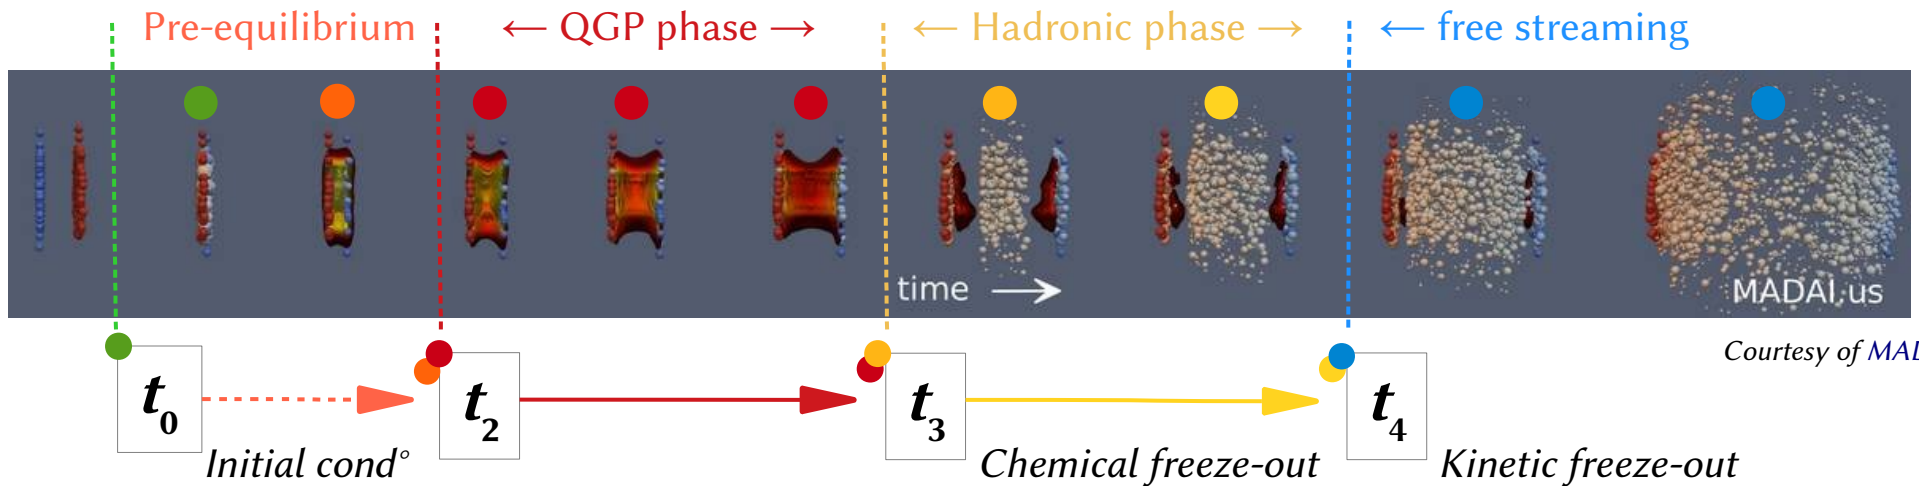 Pre-equilibrium ← QGP phase → ← Hadronic phase → ← free streaming
time →
MADAI.us
Courtesy of
t0 t2 t3 t4
Initial cond° Chemical freeze-out Kinetic freeze-out